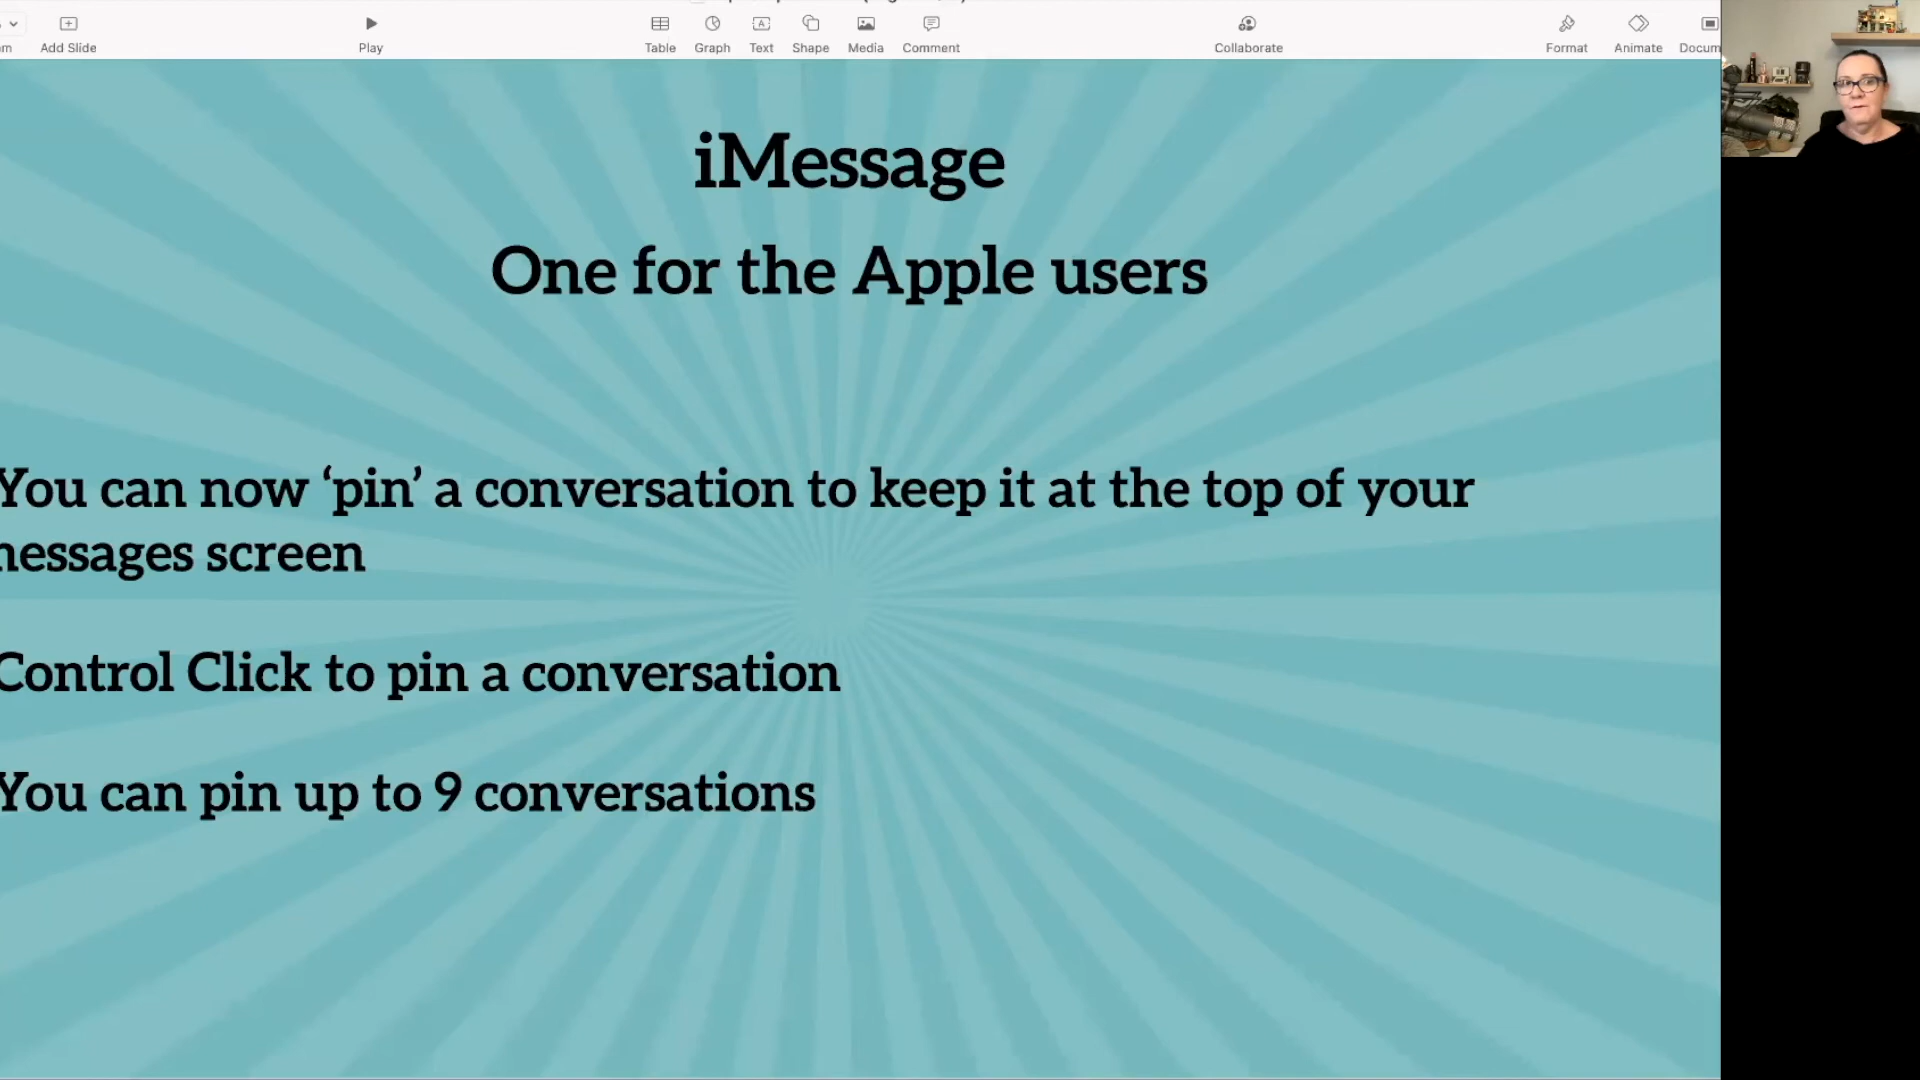 Add Slide
Play
Table
Graph
Text
Shape
Media
Comment
Collaborate
Format
Animate
iMessage
One for the Apple users
You can now ‘pin’ a conversation to keep it at the top of your
messages screen
Control Click to pin a conversation
You can pin up to 9 conversations